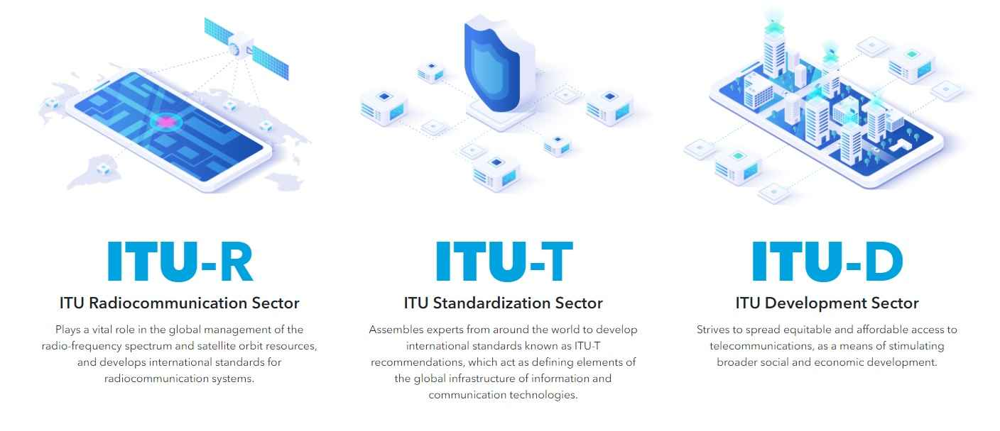 ITU-R
ITU Radiocommunication Sector
Plays a vital role in the global management of the
radio-frequency spectrum and satellite orbit resources,
and develops international standards for
radiocommunication systems.
ITU-T
ITU Standardization Sector
Assembles experts from around the world to develop
international standards known as ITU-T
recommendations, which act as defining elements of
the global infrastructure of information and
communication technologies.
ITU-D
ITU Development Sector
Strives to spread equitable and affordable access to
telecommunications, as a means of stimulating
broader social and economic development.